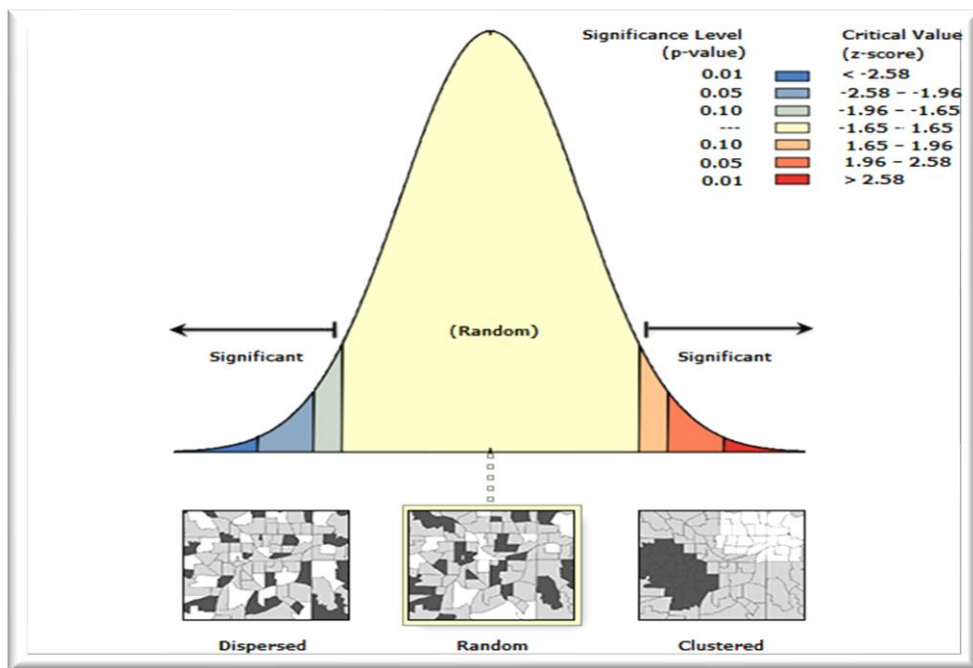 Significance Level Critical Value
(p-value) (z-score)
0.01 < -2.58
0.05 -2.58 – -1.96
0.10 -1.96 – -1.65
--- -1.65 – 1.65
0.10 1.65 – 1.96
0.05 1.96 – 2.58
0.01 > 2.58
(Random)
Significant Significant
Dispersed Random Clustered